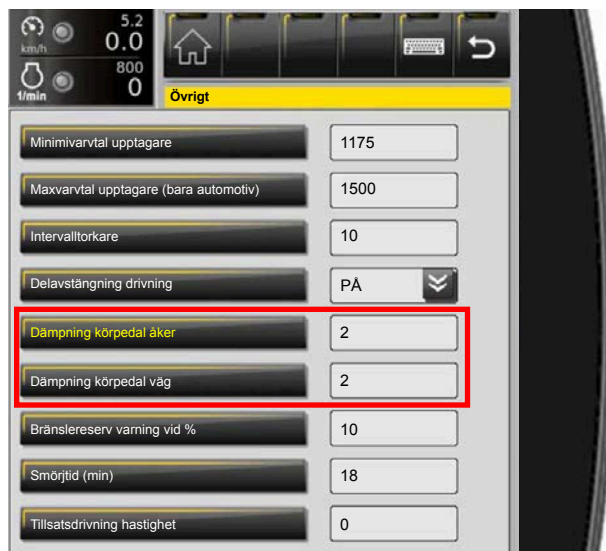 5.2
km/h 0.0
800
1/min 0
Övrigt
Minimivarvtal upptagare 1175
Maxvarvtal upptagare (bara automotiv) 1500
Intervalltorkare 10
Delavstängning drivning PÅ
Dämpning körpedal åker 2
Dämpning körpedal väg 2
Bränslereserv varning vid % 10
Smörjtid (min) 18
Tillsatsdrivning hastighet 0